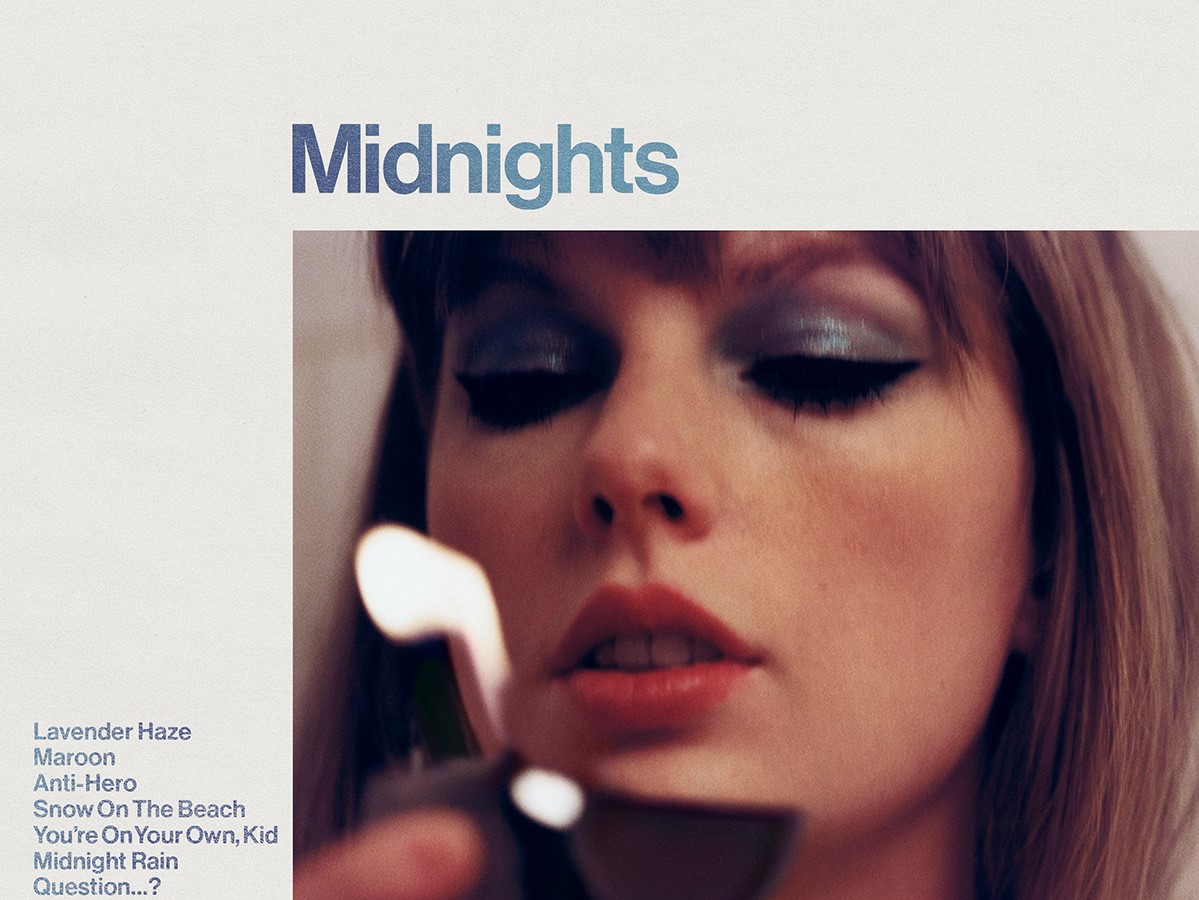 Midnights
Lavender Haze
Maroon
Anti-Hero
Snow On The Beach
You're On Your Own, Kid
Midnight Rain
Question...?